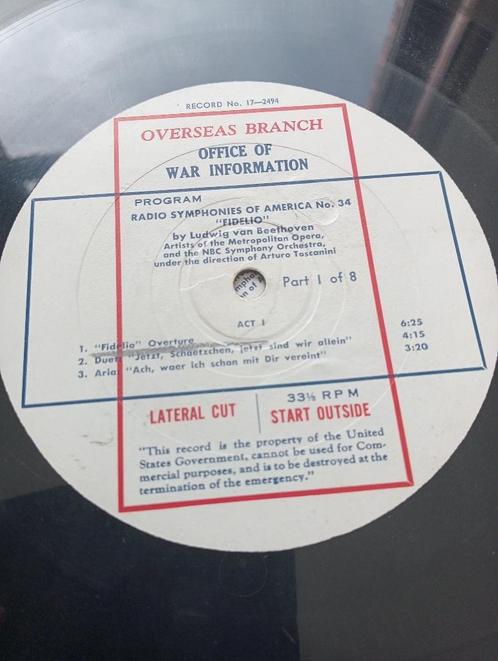 RECORD No. 17—2494
OVERSEAS BRANCH
OFFICE OF
WAR INFORMATION
PROGRAM
RADIO SYMPHONIES OF AMERICA No. 34
"FIDELIO"
by Ludwig van Beethoven
Artists of the Metropolitan Opera,
and the NBC Symphony Orchestra,
under the direction of Arturo Toscanini
Part 1 of 8
ACT I
1. "Fidelio" Overture 6:25
2. Duet: "Jetzt, Schaetzchen, jetzt sind wir allein" 4:15
3. Aria: "Ach, waer ich schon mit Dir vereint" 3:20
LATERAL CUT
33⅓ RPM
START OUTSIDE
"This record is the property of the United
States Government, cannot be used for Com-
mercial purposes, and is to be destroyed at the
termination of the emergency."